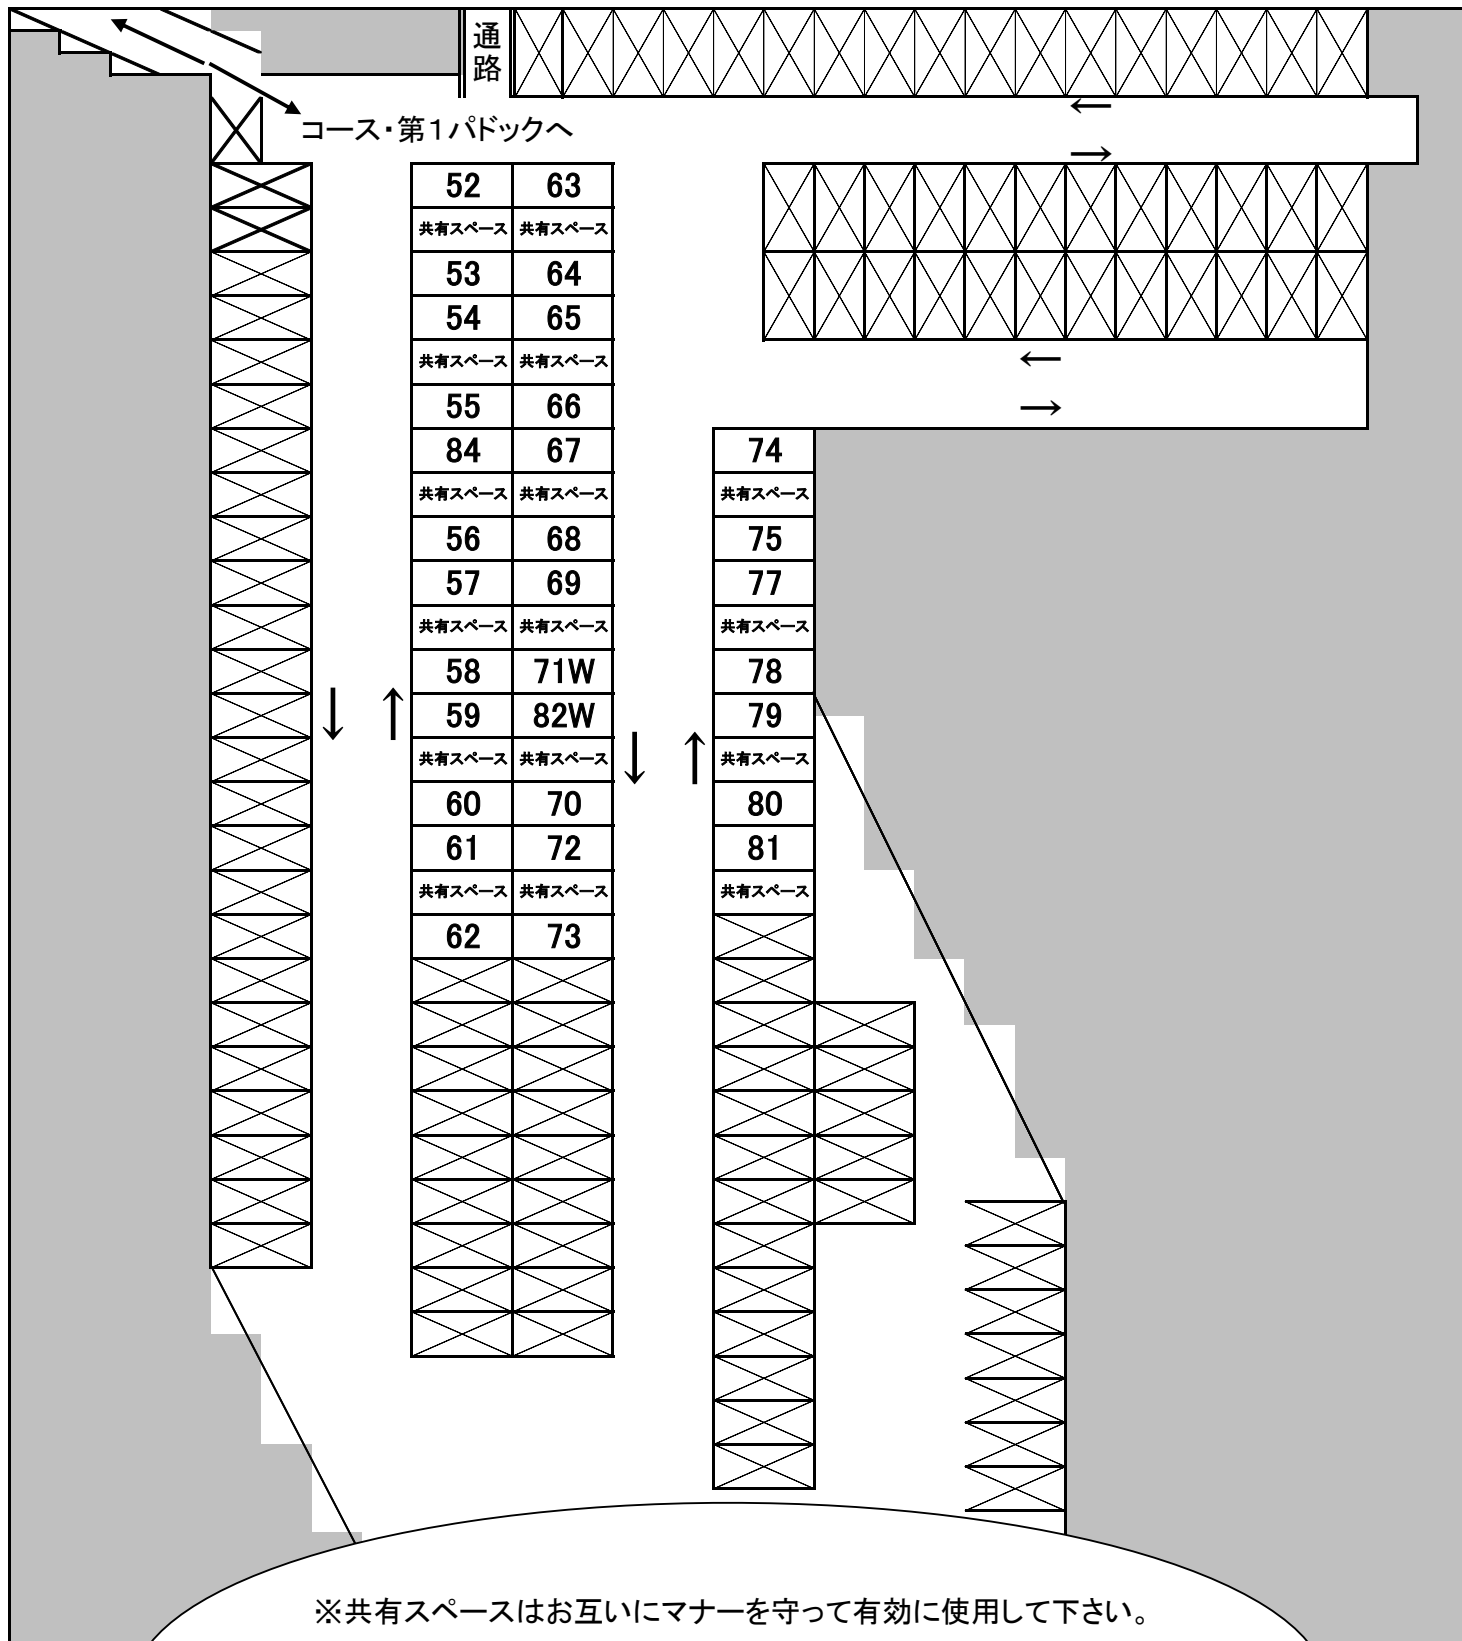 通路
←
→
コース・第1パドックへ
52 63
共有スペース 共有スペース
53 64
54 65
共有スペース 共有スペース
←
→
55 66
84 67 74
共有スペース 共有スペース 共有スペース
56 68 75
57 69 77
共有スペース 共有スペース 共有スペース
58 71W 78
↓ ↑ 59 82W 79
共有スペース 共有スペース ↓ ↑ 共有スペース
60 70 80
61 72 81
共有スペース 共有スペース 共有スペース
62 73
※共有スペースはお互いにマナーを守って有効に使用して下さい。